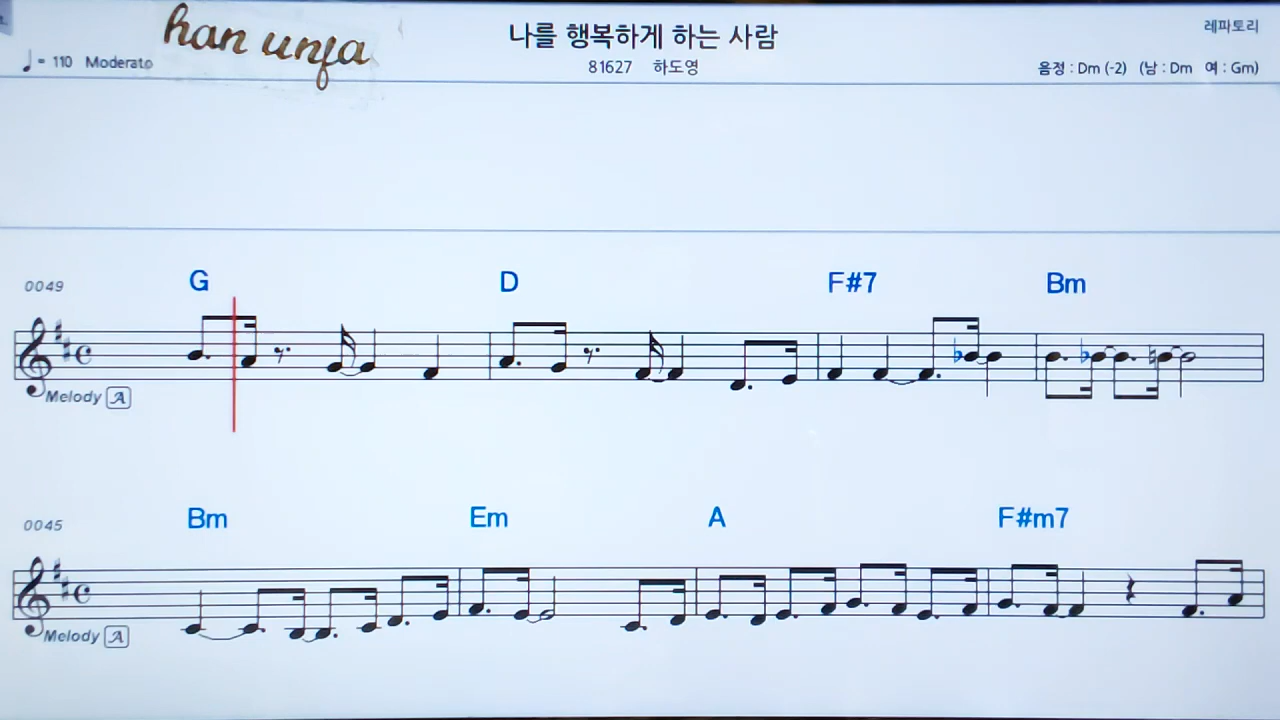 han unfa
나를 행복하게 하는 사람
레파토리
♩= 110 Moderato
81627 하도영
음정 : Dm (-2) (남 : Dm 여 : Gm)
0049
G D F#7 Bm
Melody A
0045
Bm Em A F#m7
Melody A